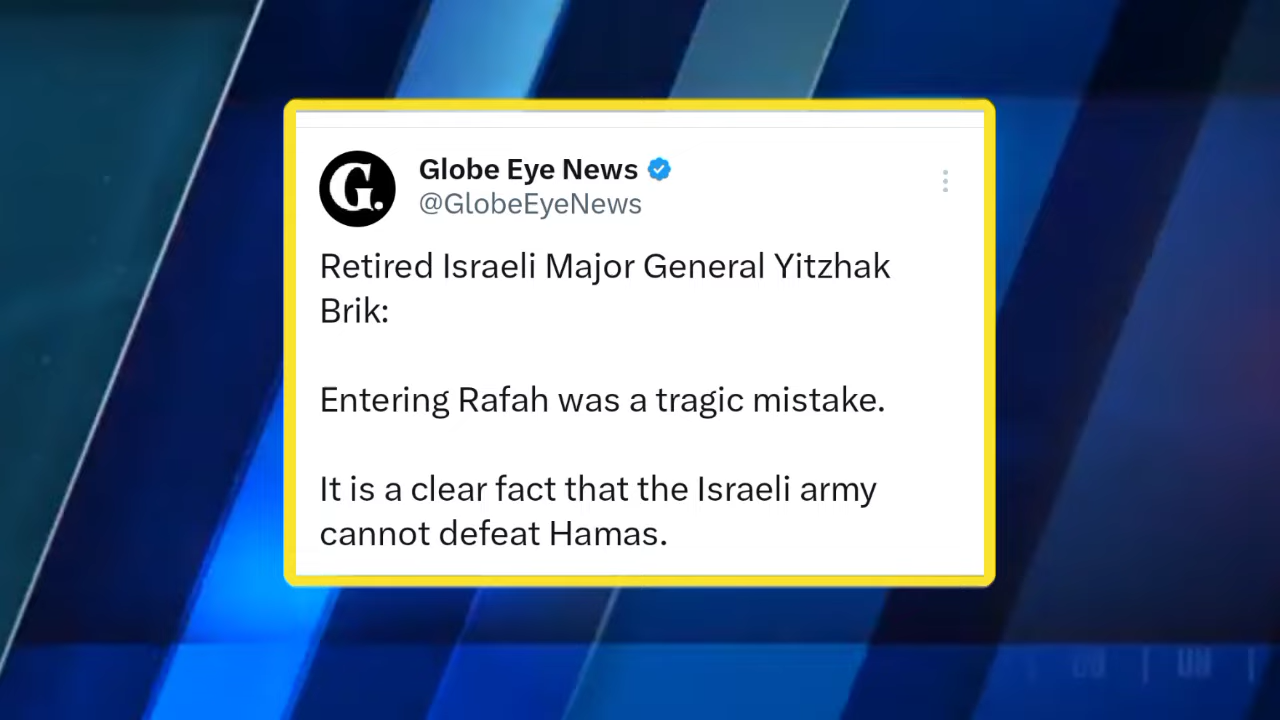 G.
Globe Eye News
@GlobeEyeNews
Retired Israeli Major General Yitzhak
Brik:
Entering Rafah was a tragic mistake.
It is a clear fact that the Israeli army
cannot defeat Hamas.